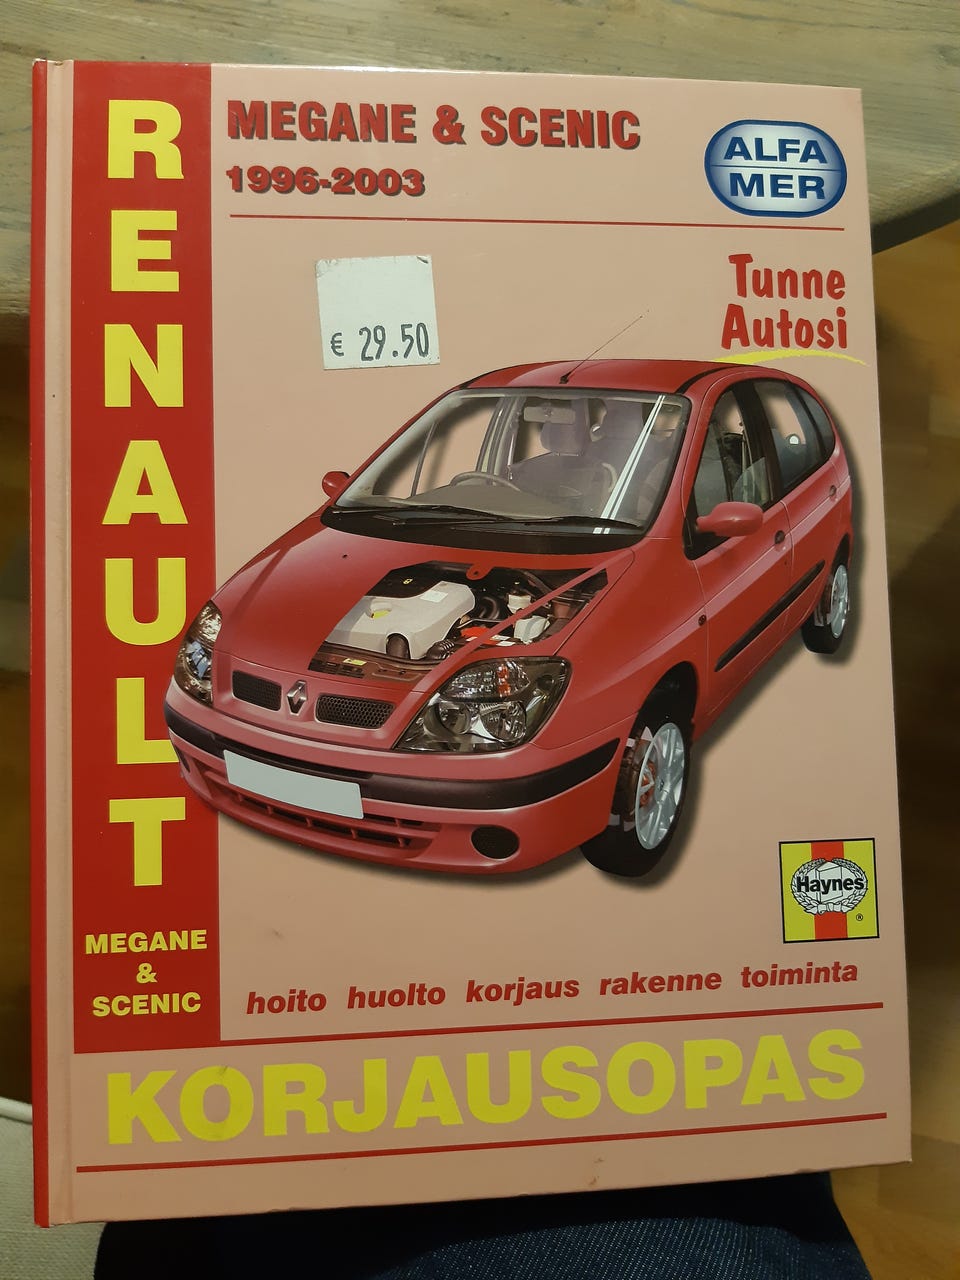 RENAULT
MEGANE
&
SCENIC
MEGANE & SCENIC
1996-2003
ALFA
MER
Tunne
Autosi
€ 29.50
Haynes
®
hoito huolto korjaus rakenne toiminta
KORJAUSOPAS